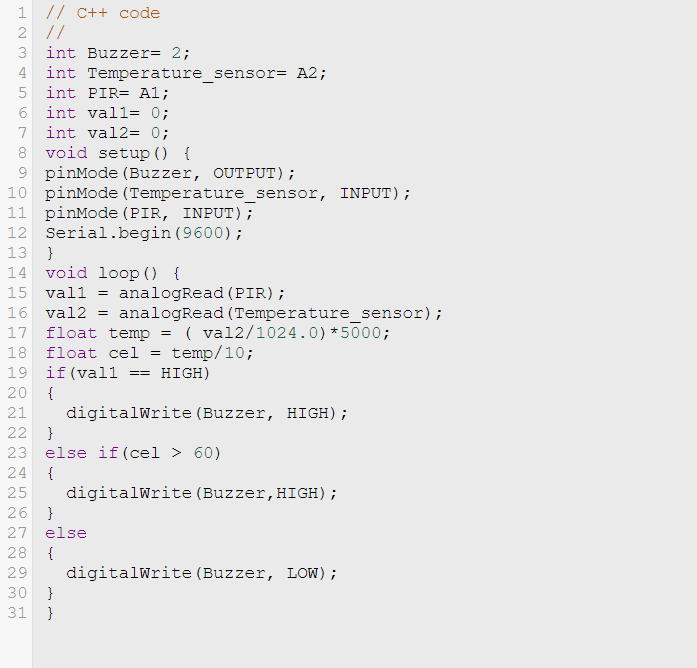 1 // C++ code
2 //
3 int Buzzer= 2;
4 int Temperature_sensor= A2;
5 int PIR= A1;
6 int val1= 0;
7 int val2= 0;
8 void setup() {
9 pinMode(Buzzer, OUTPUT);
10 pinMode(Temperature_sensor, INPUT);
11 pinMode(PIR, INPUT);
12 Serial.begin(9600);
13 }
14 void loop() {
15 val1 = analogRead(PIR);
16 val2 = analogRead(Temperature_sensor);
17 float temp = ( val2/1024.0)*5000;
18 float cel = temp/10;
19 if(val1 == HIGH)
20 {
21   digitalWrite(Buzzer, HIGH);
22 }
23 else if(cel > 60)
24 {
25   digitalWrite(Buzzer,HIGH);
26 }
27 else
28 {
29   digitalWrite(Buzzer, LOW);
30 }
31 }